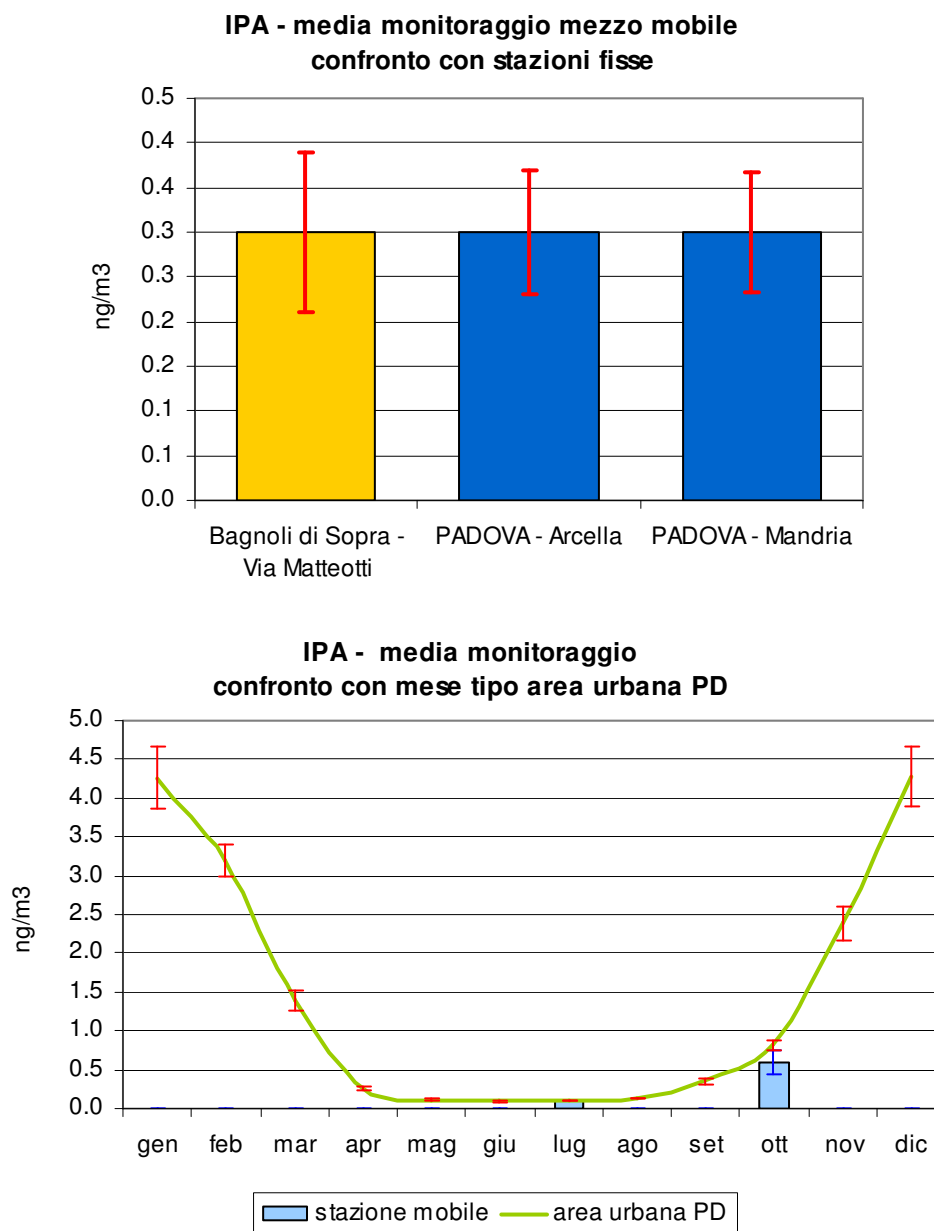 IPA - media monitoraggio mezzo mobile
confronto con stazioni fisse
0.5
0.4
0.4
0.3
0.3
0.2
0.2
0.1
0.1
0.0
ng/m3
Bagnoli di Sopra -
Via Matteotti
PADOVA - Arcella
PADOVA - Mandria
IPA - media monitoraggio
confronto con mese tipo area urbana PD
5.0
4.5
4.0
3.5
3.0
2.5
2.0
1.5
1.0
0.5
0.0
ng/m3
gen feb mar apr mag giu lug ago set ott nov dic
stazione mobile area urbana PD